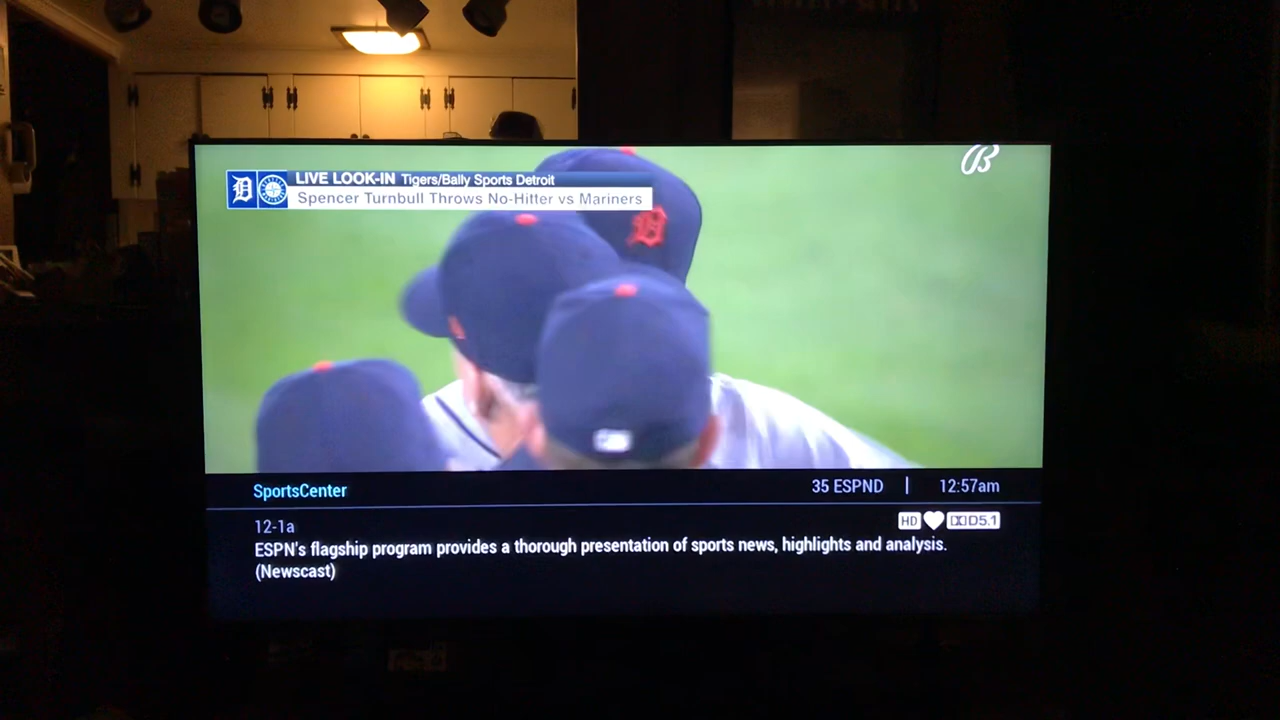 LIVE LOOK-IN Tigers/Bally Sports Detroit
Spencer Turnbull Throws No-Hitter vs Mariners
SportsCenter
35 ESPND | 12:57am
12-1a
HD D5.1
ESPN's flagship program provides a thorough presentation of sports news, highlights and analysis.
(Newscast)